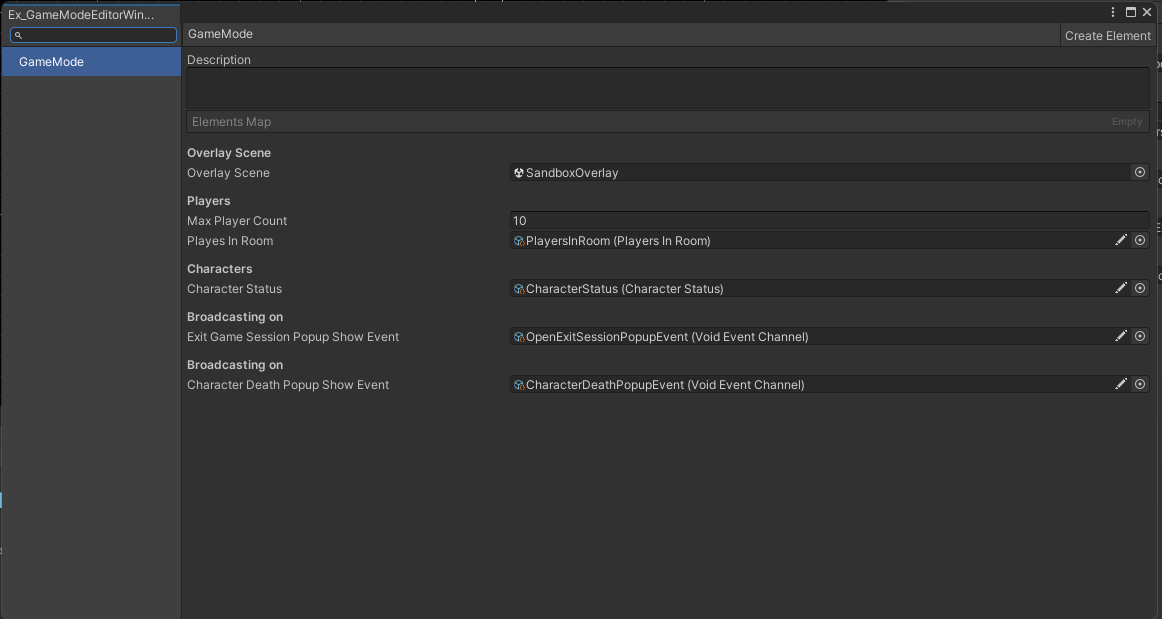 Ex_GameModeEditorWin...
GameMode
Create Element
GameMode
Description
Elements Map
Empty
Overlay Scene
Overlay Scene
SandboxOverlay
Players
Max Player Count
10
Playes In Room
PlayersInRoom (Players In Room)
Characters
Character Status
CharacterStatus (Character Status)
Broadcasting on
Exit Game Session Popup Show Event
OpenExitSessionPopupEvent (Void Event Channel)
Broadcasting on
Character Death Popup Show Event
CharacterDeathPopupEvent (Void Event Channel)